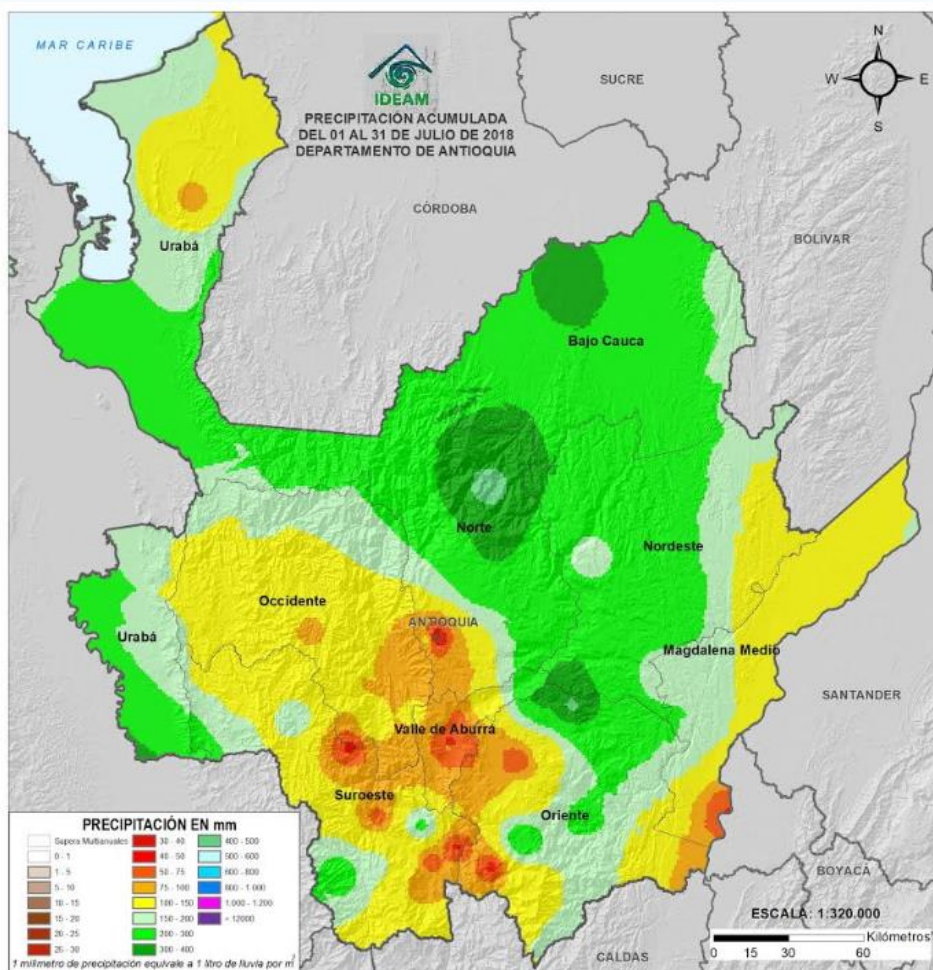 MAR CARIBE
IDEAM
PRECIPITACIÓN ACUMULADA
DEL 01 AL 31 DE JULIO DE 2018
DEPARTAMENTO DE ANTIOQUIA
SUCRE
N
W
E
S
CÓRDOBA
BOLÍVAR
Urabá
Bajo Cauca
Norte
Nordeste
Occidente
ANTIOQUIA
Urabá
Magdalena Medio
SANTANDER
Valle de Aburrá
Suroeste
Oriente
BOYACÁ
CALDAS
PRECIPITACIÓN EN mm
Supera Multianuales
0 - 1
1 - 5
5 - 10
10 - 15
15 - 20
20 - 25
25 - 30
30 - 40
40 - 50
50 - 75
75 - 100
100 - 150
150 - 200
200 - 300
300 - 400
400 - 500
500 - 600
600 - 800
800 - 1.000
1.000 - 1.200
1 milímetro de precipitación equivale a 1 litro de lluvia por m²
ESCALA: 1:320.000
Kilómetros
0
15
30
60